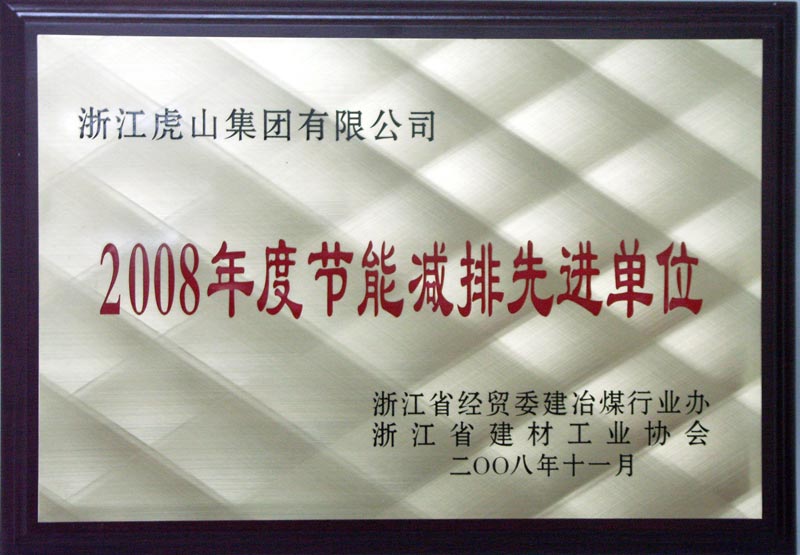 浙江虎山集团有限公司
2008年度节能减排先进单位
浙江省经贸委建冶煤行业办
浙江省建材工业协会
二〇〇八年十一月